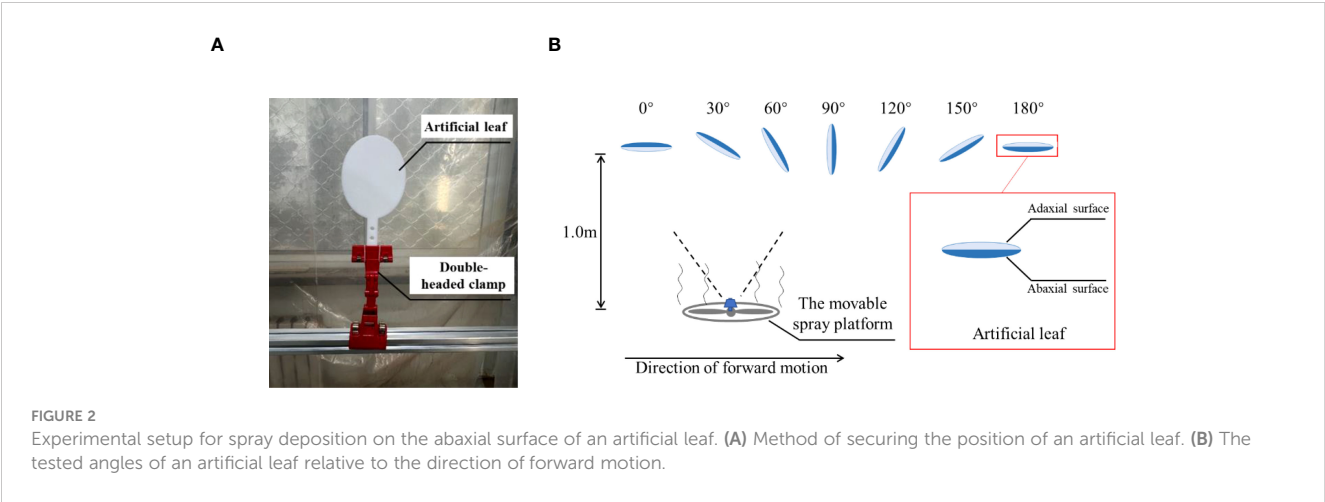 A
B
Artificial leaf
Double-
headed clamp
0°
30°
60°
90°
120°
150°
180°
1.0m
The movable
spray platform
Direction of forward motion
Adaxial surface
Abaxial surface
Artificial leaf
FIGURE 2
Experimental setup for spray deposition on the abaxial surface of an artificial leaf. (A) Method of securing the position of an artificial leaf. (B) The
tested angles of an artificial leaf relative to the direction of forward motion.